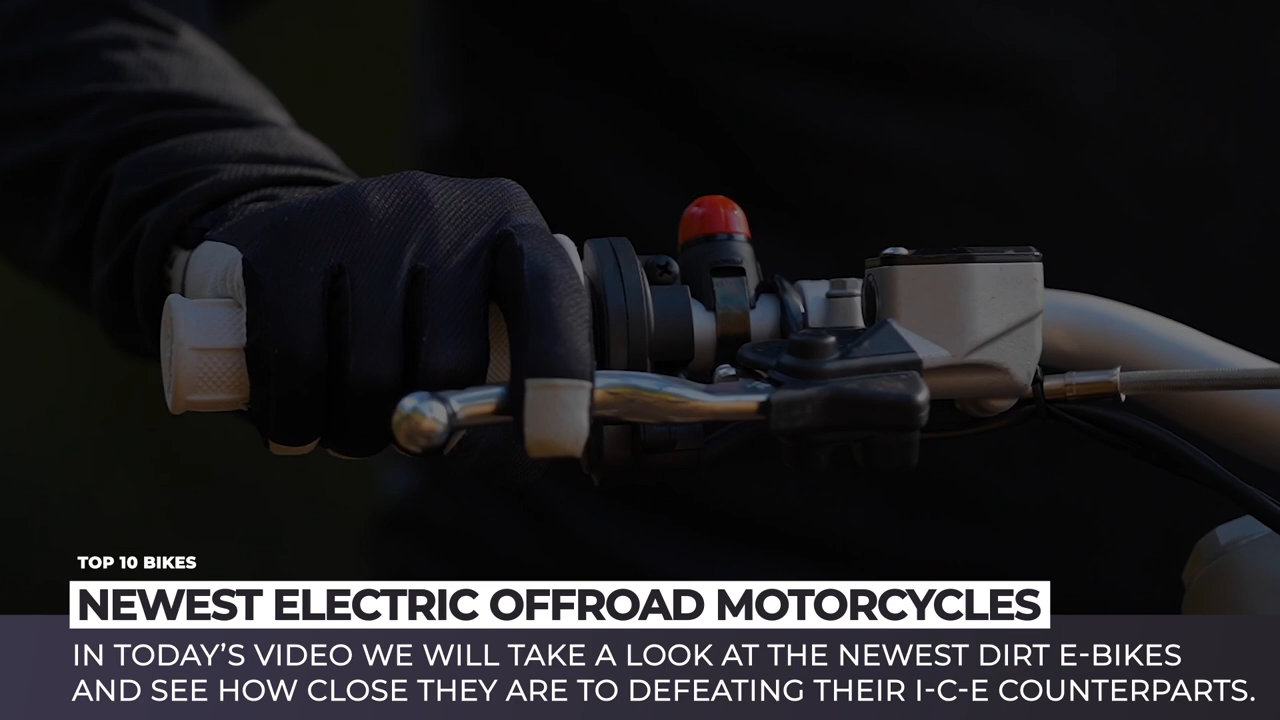 TOP 10 BIKES
NEWEST ELECTRIC OFFROAD MOTORCYCLES
IN TODAY’S VIDEO WE WILL TAKE A LOOK AT THE NEWEST DIRT E-BIKES
AND SEE HOW CLOSE THEY ARE TO DEFEATING THEIR I-C-E COUNTERPARTS.